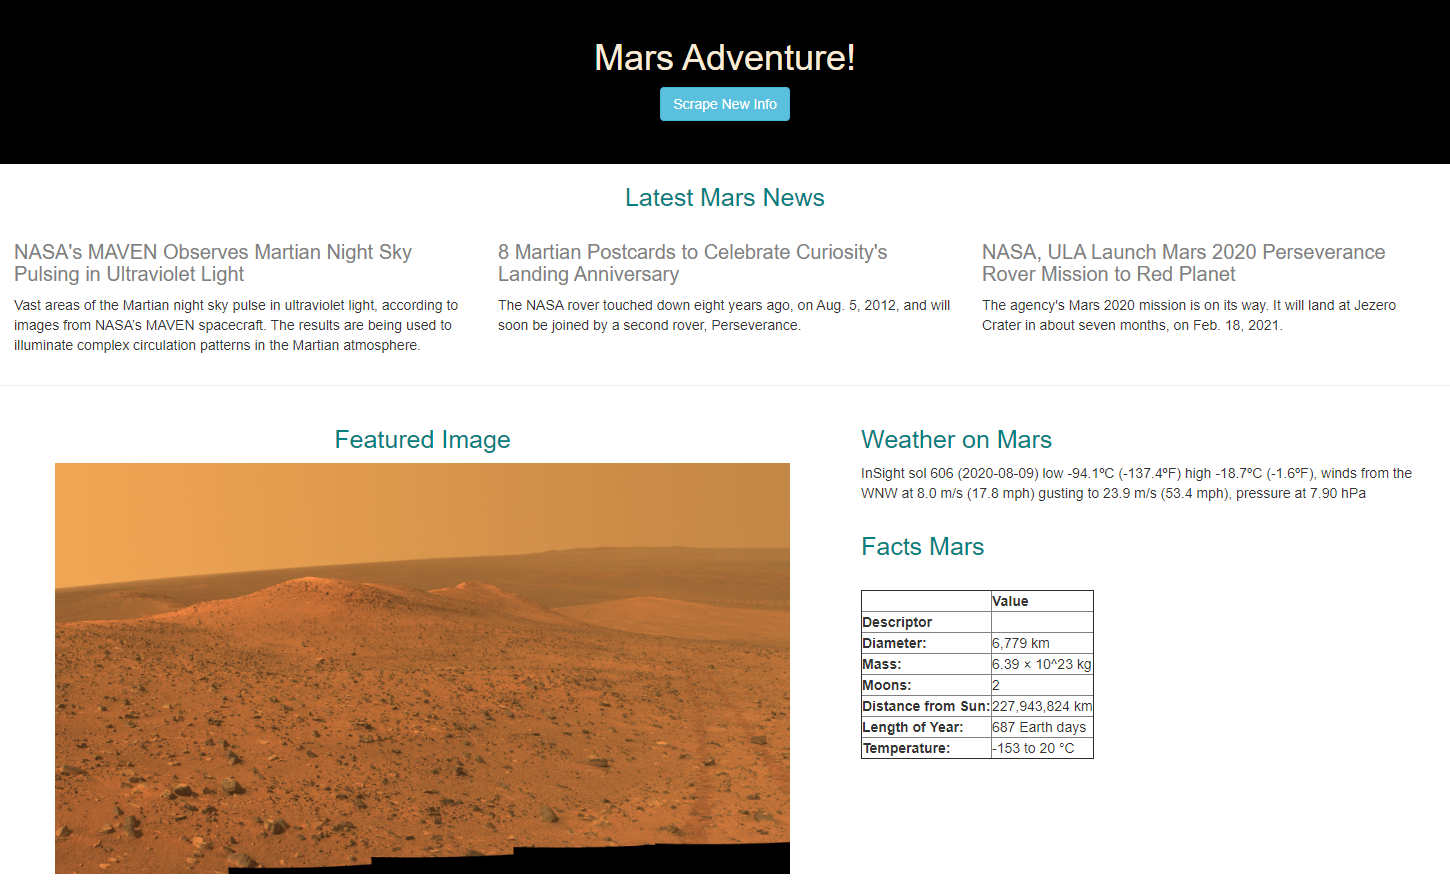 Mars Adventure!
Scrape New Info
Latest Mars News
NASA's MAVEN Observes Martian Night Sky
Pulsing in Ultraviolet Light
Vast areas of the Martian night sky pulse in ultraviolet light, according to
images from NASA's MAVEN spacecraft. The results are being used to
illuminate complex circulation patterns in the Martian atmosphere.
8 Martian Postcards to Celebrate Curiosity's
Landing Anniversary
The NASA rover touched down eight years ago, on Aug. 5, 2012, and will
soon be joined by a second rover, Perseverance.
NASA, ULA Launch Mars 2020 Perseverance
Rover Mission to Red Planet
The agency's Mars 2020 mission is on its way. It will land at Jezero
Crater in about seven months, on Feb. 18, 2021.
Featured Image
Weather on Mars
InSight sol 606 (2020-08-09) low -94.1ºC (-137.4ºF) high -18.7ºC (-1.6ºF), winds from the
WNW at 8.0 m/s (17.8 mph) gusting to 23.9 m/s (53.4 mph), pressure at 7.90 hPa
Facts Mars
Value
Descriptor
Diameter: 6,779 km
Mass: 6.39 × 10^23 kg
Moons: 2
Distance from Sun: 227,943,824 km
Length of Year: 687 Earth days
Temperature: -153 to 20 °C